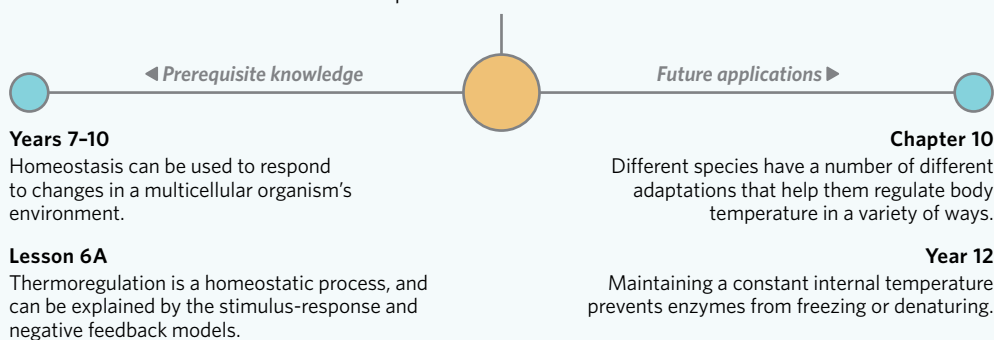 ◀ Prerequisite knowledge
Future applications ▶
Years 7–10
Homeostasis can be used to respond
to changes in a multicellular organism's
environment.
Lesson 6A
Thermoregulation is a homeostatic process, and
can be explained by the stimulus-response and
negative feedback models.
Chapter 10
Different species have a number of different
adaptations that help them regulate body
temperature in a variety of ways.
Year 12
Maintaining a constant internal temperature
prevents enzymes from freezing or denaturing.